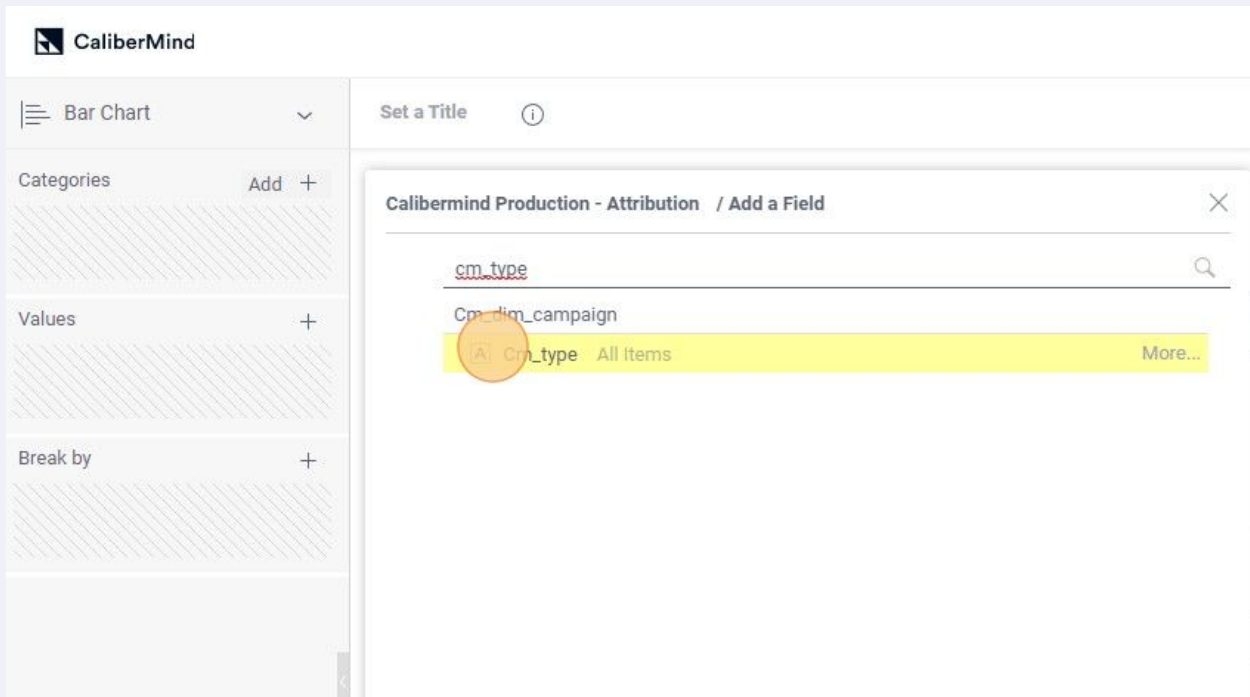 CaliberMind
Bar Chart
Set a Title
Categories Add +
Calibermind Production - Attribution / Add a Field
cm_type
Cm_dim_campaign
Values +
A Cm_type All Items More...
Break by +